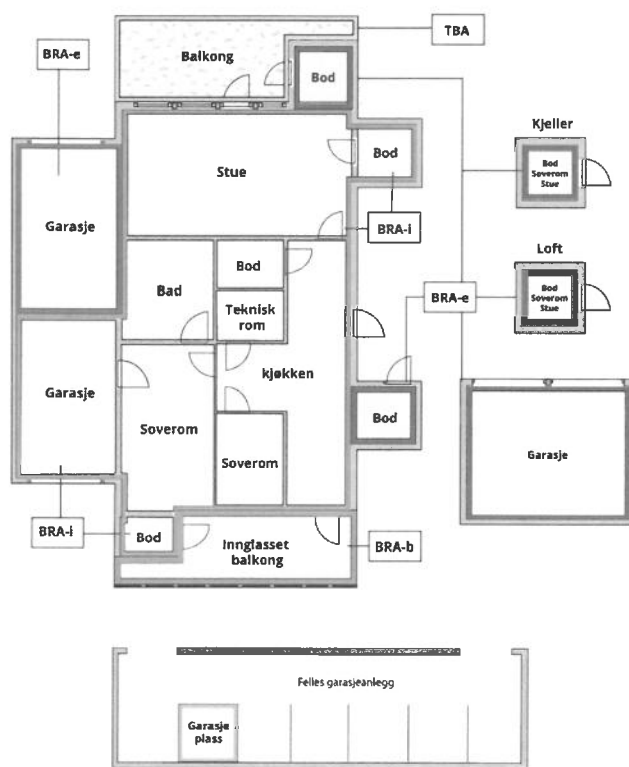 TBA
BRA-e
Balkong
Bod
Kjeller
Bod
Stue
Bod
Soverom
Stue
Garasje
BRA-i
Loft
Bod
Bad
Teknisk
rom
BRA-e
Bod
Soverom
Stue
kjøkken
Garasje
Soverom
Bod
Soverom
Garasje
BRA-i
Bod
Innglasset
balkong
BRA-b
Felles garasjeanlegg
Garasje
plass